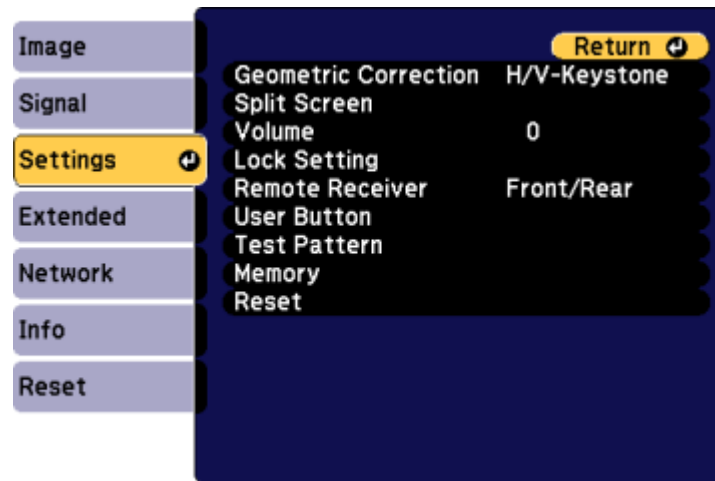 Image
Signal
Settings
Extended
Network
Info
Reset
Return
Geometric Correction H/V-Keystone
Split Screen
Volume 0
Lock Setting
Remote Receiver Front/Rear
User Button
Test Pattern
Memory
Reset